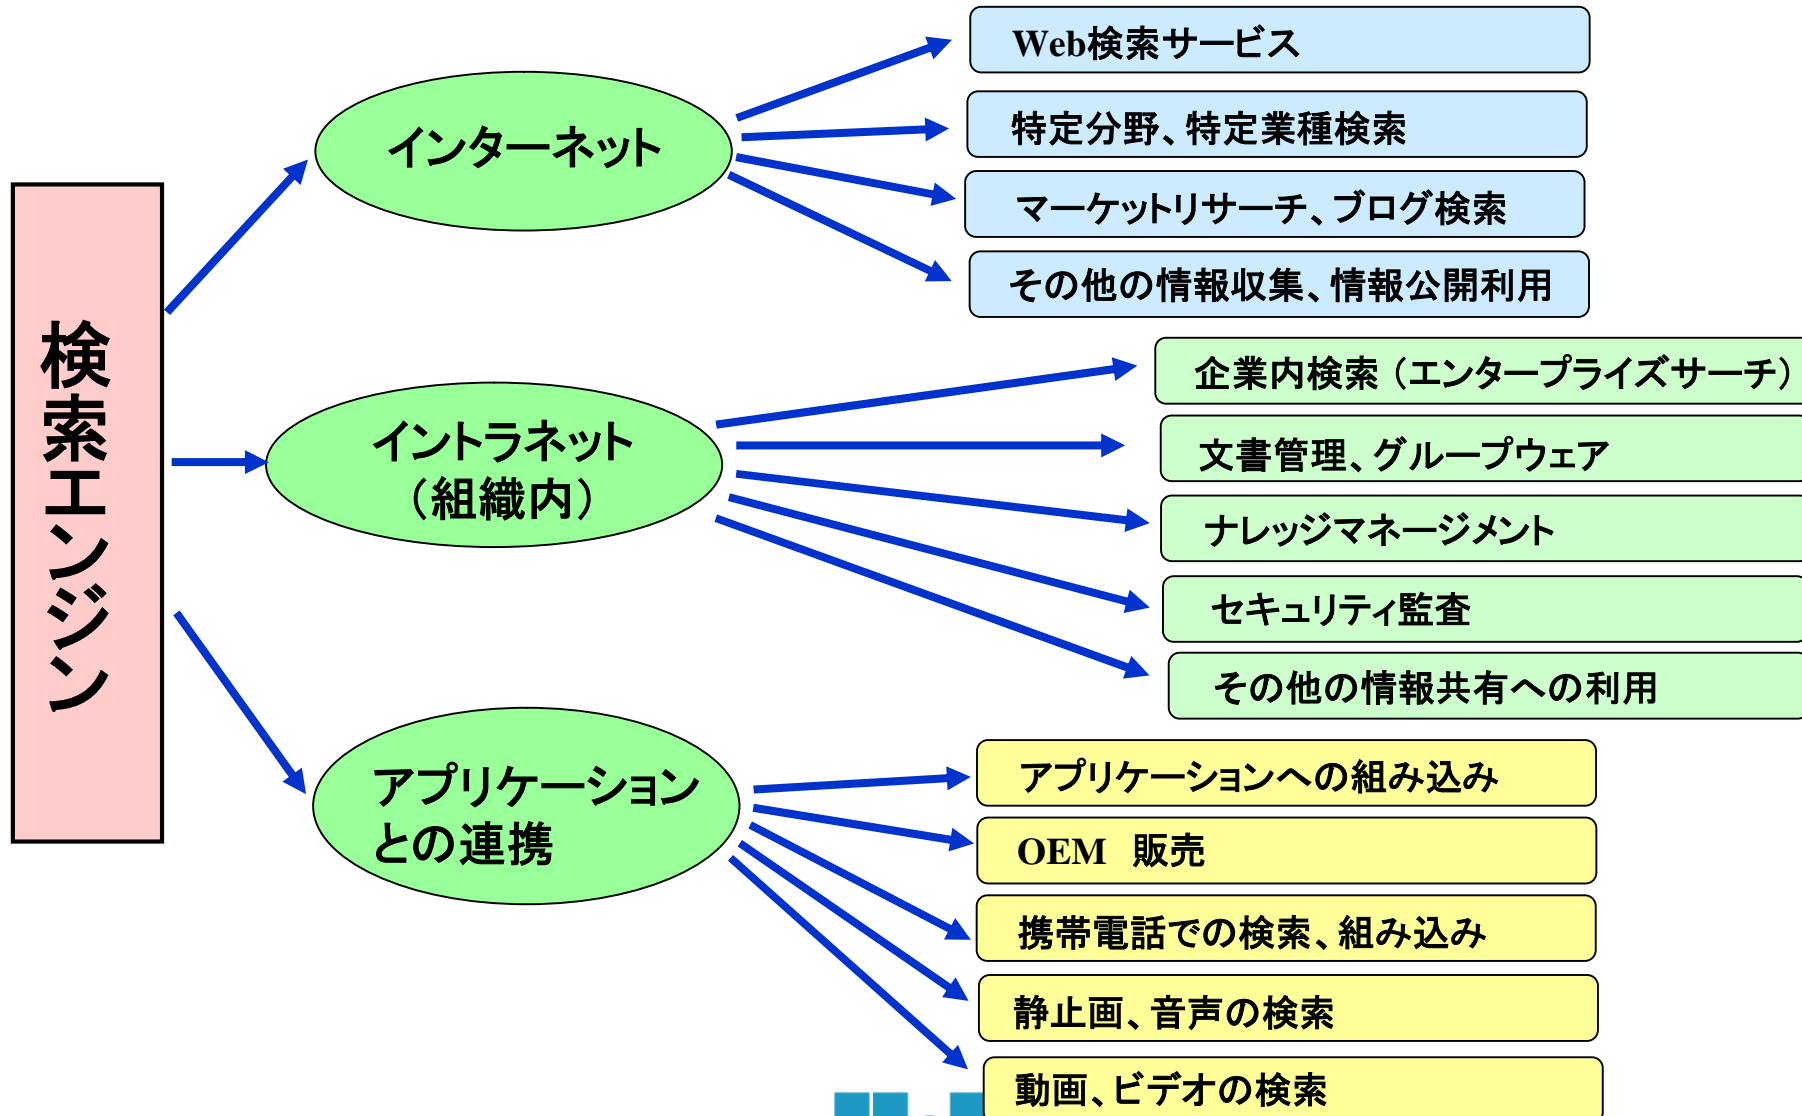 検索エンジン
インターネット
Web検索サービス
特定分野、特定業種検索
マーケットリサーチ、ブログ検索
その他の情報収集、情報公開利用
イントラネット
（組織内）
企業内検索（エンタープライズサーチ）
文書管理、グループウェア
ナレッジマネージメント
セキュリティ監査
その他の情報共有への利用
アプリケーション
との連携
アプリケーションへの組み込み
OEM　販売
携帯電話での検索、組み込み
静止画、音声の検索
動画、ビデオの検索